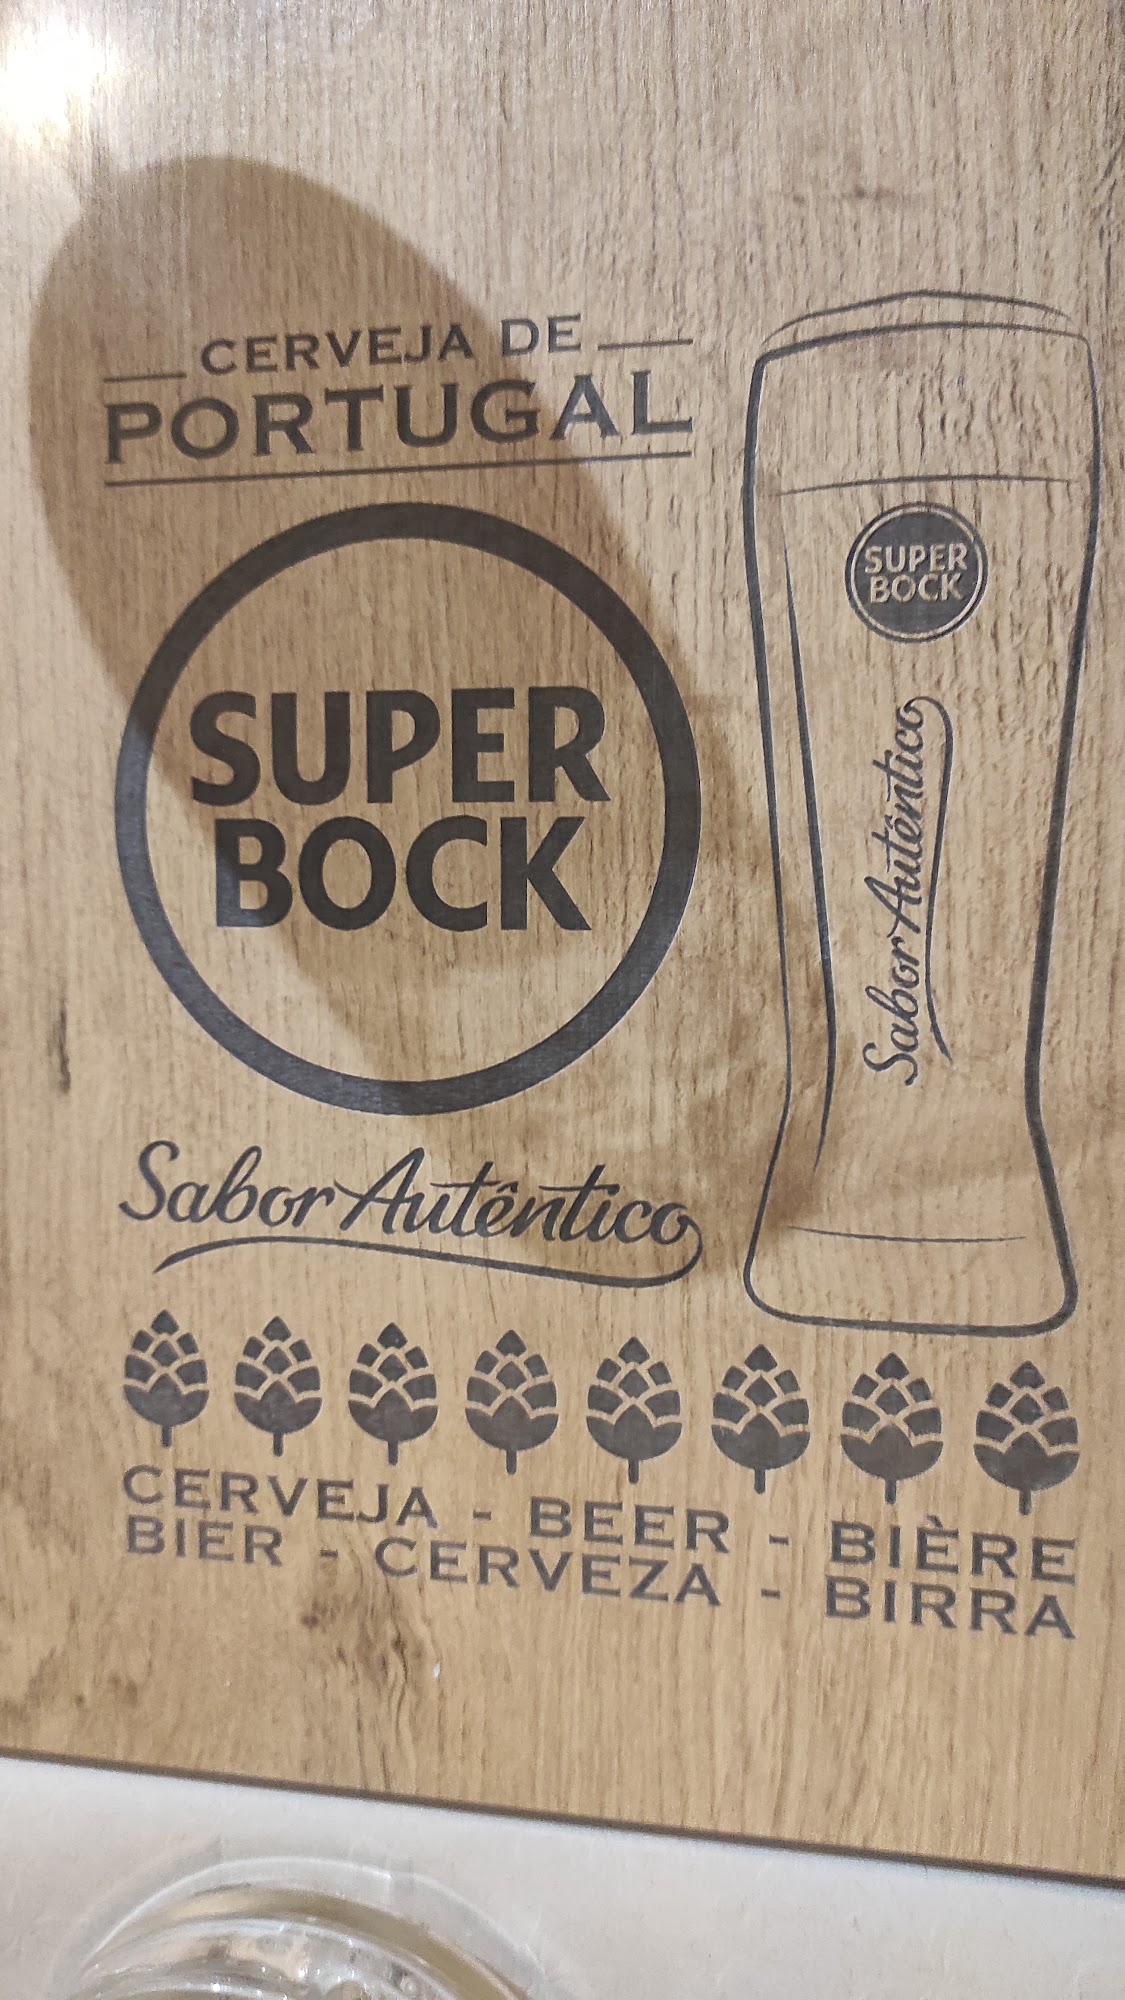 CERVEJA DE
PORTUGAL
SUPER
BOCK
Sabor Autêntico
SUPER
BOCK
Sabor Autêntico
CERVEJA - BEER - BIÈRE
BIER - CERVEZA - BIRRA